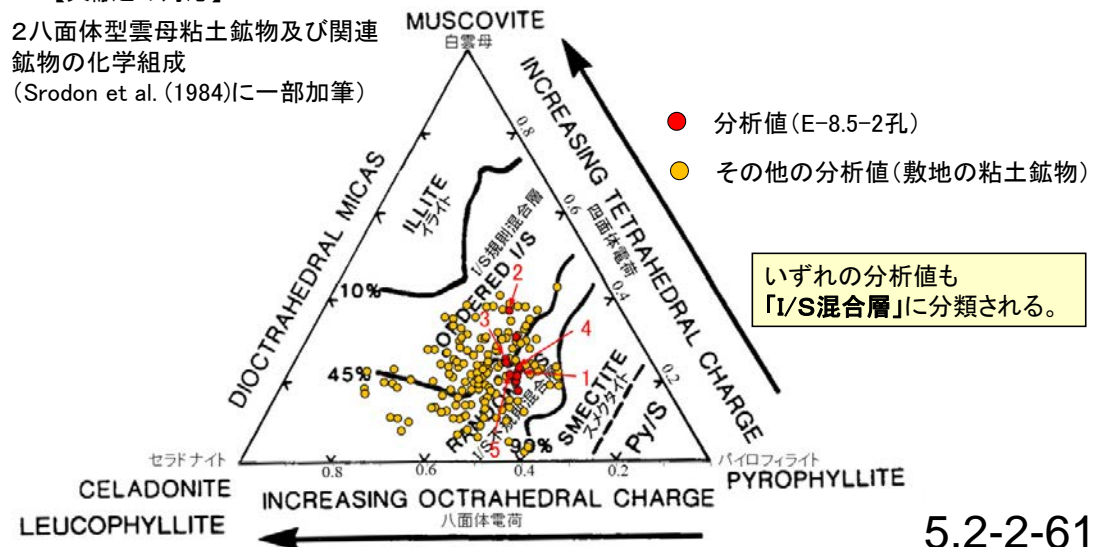 2八面体型雲母粘土鉱物及び関連
鉱物の化学組成
(Srodon et al. (1984)に一部加筆)
MUSCOVITE
白雲母
分析値(E-8.5-2孔)
その他の分析値(敷地の粘土鉱物)
いずれの分析値も
「I/S混合層」に分類される。
INCREASING TETRAHEDRAL CHARGE
四面体電荷
DIOCTRAHEDRAL MICAS
0.8
0.6
0.4
0.2
ILLITE
イライト
I/S規則混合層
ORDERED I/S
10%
45%
2
3
4
1
5
I/S不規則混合層
SMECTITE
スメクタイト
Py/S
セラドナイト
CELADONITE
LEUCOPHYLLITE
0.8
0.6
0.4
0.2
パイロフィライト
PYROPHYLLITE
INCREASING OCTRAHEDRAL CHARGE
八面体電荷
5.2-2-61